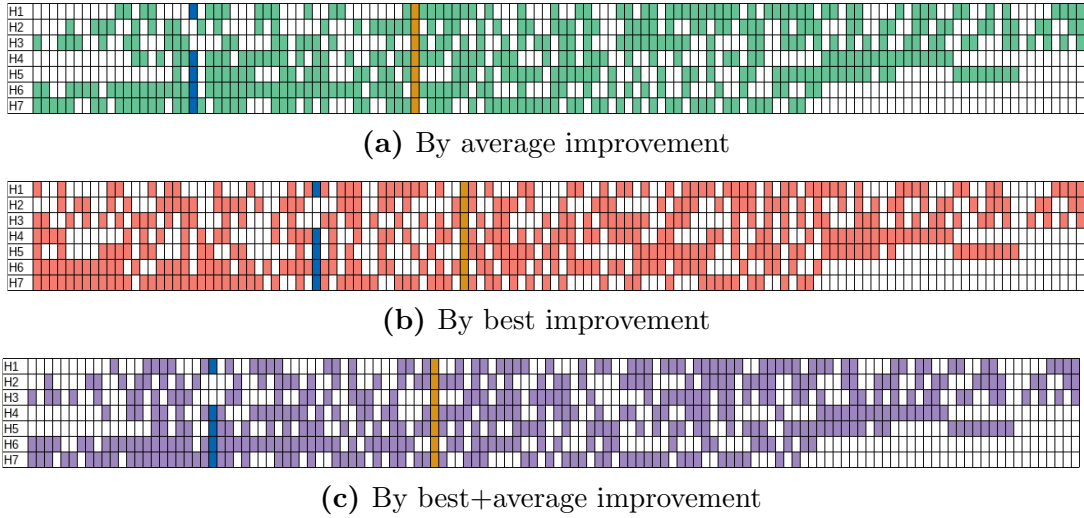 H1
H2
H3
H4
H5
H6
H7
(a) By average improvement
H1
H2
H3
H4
H5
H6
H7
(b) By best improvement
H1
H2
H3
H4
H5
H6
H7
(c) By best+average improvement